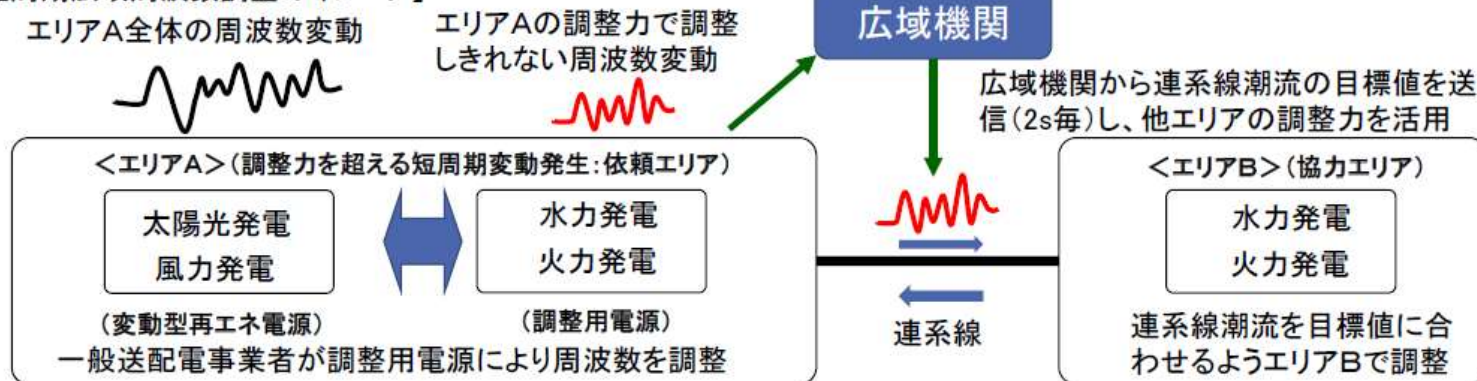 エリアA全体の周波数変動
エリアAの調整力で調整
しきれない周波数変動
広域機関
広域機関から連系線潮流の目標値を送
信(2s毎)し、他エリアの調整力を活用
<エリアA>(調整力を超える短周期変動発生:依頼エリア)
太陽光発電
風力発電
(変動型再エネ電源)
水力発電
火力発電
(調整用電源)
一般送配電事業者が調整用電源により周波数を調整
連系線
<エリアB>(協力エリア)
水力発電
火力発電
連系線潮流を目標値に合
わせるようエリアBで調整